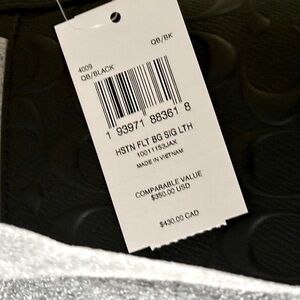 4009
QB/BLACK
QB/BK
1 93971 88361 8
HSTN FLT BG SIG LTH
10011153JAX
MADE IN VIETNAM
COMPARABLE VALUE
$350.00 USD
$430.00 CAD